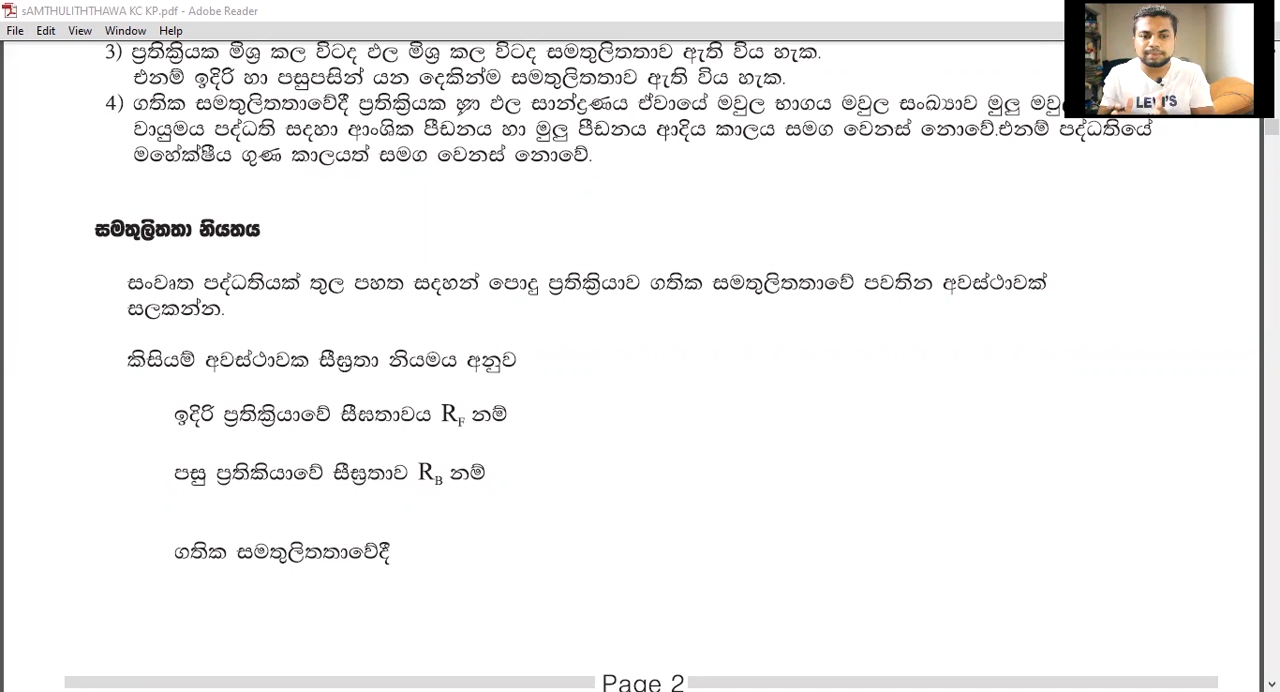 sAMTHULITHTHAWA KC KP.pdf - Adobe Reader
File Edit View Window Help
3) ප්‍රතික්‍රියක මිශ්‍ර කල විටද ඵල මිශ්‍ර කල විටද සමතුලිතතාව ඇති විය හැක.
එනම් ඉදිරි හා පසුපසින් යන දෙකින්ම සමතුලිතතාව ඇති විය හැක.
4) ගතික සමතුලිතතාවේදී ප්‍රතික්‍රියක හා ඵල සාන්ද්‍රණය ඒවායේ මවුල භාගය මවුල සංඛ්‍යාව මුලු
වායුමය පද්ධති සදහා ආංශික පීඩනය හා මුලු පීඩනය ආදිය කාලය සමග වෙනස් නොවේ.එනම් පද්ධතියේ
මහේක්ෂීය ගුණ කාලයත් සමග වෙනස් නොවේ.
සමතුලිතතා නියතය
සංවෘත පද්ධතියක් තුල පහත සදහන් පොදු ප්‍රතික්‍රියාව ගතික සමතුලිතතාවේ පවතින අවස්ථාවක්
සලකන්න.
කිසියම් අවස්ථාවක සීඝ්‍රතා නියමය අනුව
ඉදිරි ප්‍රතික්‍රියාවේ සීඝතාවය R_F නම්
පසු ප්‍රතිකියාවේ සීඝ්‍රතාව R_B නම්
ගතික සමතුලිතතාවේදී
Page 2
LEVI'S